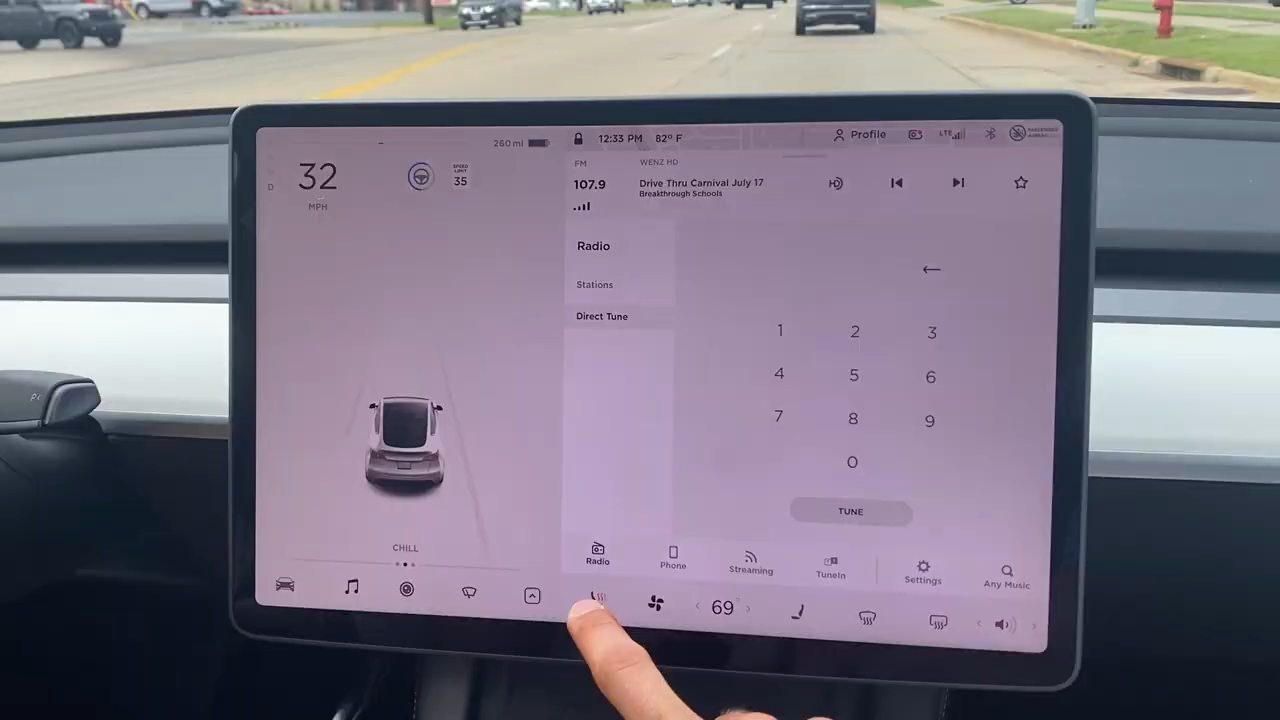 260 mi
12:33 PM
82° F
Profile
LTE
PASSENGER
AIRBAG
D
32
MPH
SPEED
LIMIT
35
FM
107.9
WENZ HD
Drive Thru Carnival July 17
Breakthrough Schools
Radio
Stations
Direct Tune
1 2 3
4 5 6
7 8 9
0
TUNE
CHILL
Radio
Phone
Streaming
TuneIn
Settings
Any Music
69°
P